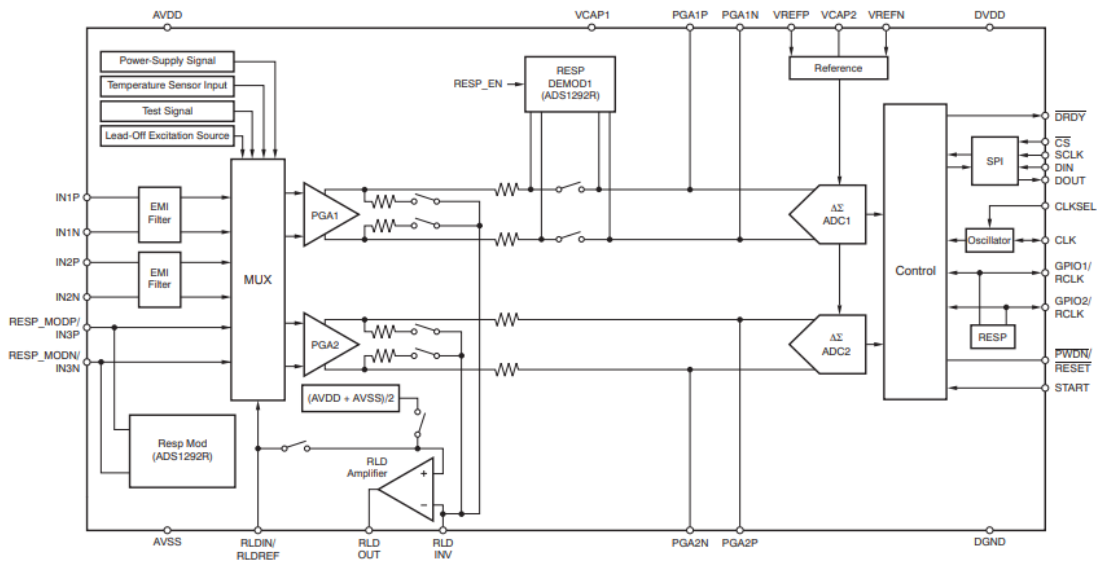 AVDD
VCAP1
PGA1P
PGA1N
VREFP
VCAP2
VREFN
DVDD
Power-Supply Signal
Temperature Sensor Input
Test Signal
Lead-Off Excitation Source
RESP_EN
RESP
DEMOD1
(ADS1292R)
Reference
DRDY
CS
SCLK
DIN
DOUT
SPI
CLKSEL
Oscillator
CLK
GPIO1/
RCLK
GPIO2/
RCLK
RESP
PWDN/
RESET
START
IN1P
IN1N
EMI
Filter
IN2P
IN2N
EMI
Filter
RESP_MODP/
IN3P
RESP_MODN/
IN3N
MUX
PGA1
PGA2
ΔΣ
ADC1
ΔΣ
ADC2
Control
(AVDD + AVSS)/2
Resp Mod
(ADS1292R)
RLD
Amplifier
+
−
AVSS
RLDIN/
RLDREF
RLD
OUT
RLD
INV
PGA2N
PGA2P
DGND